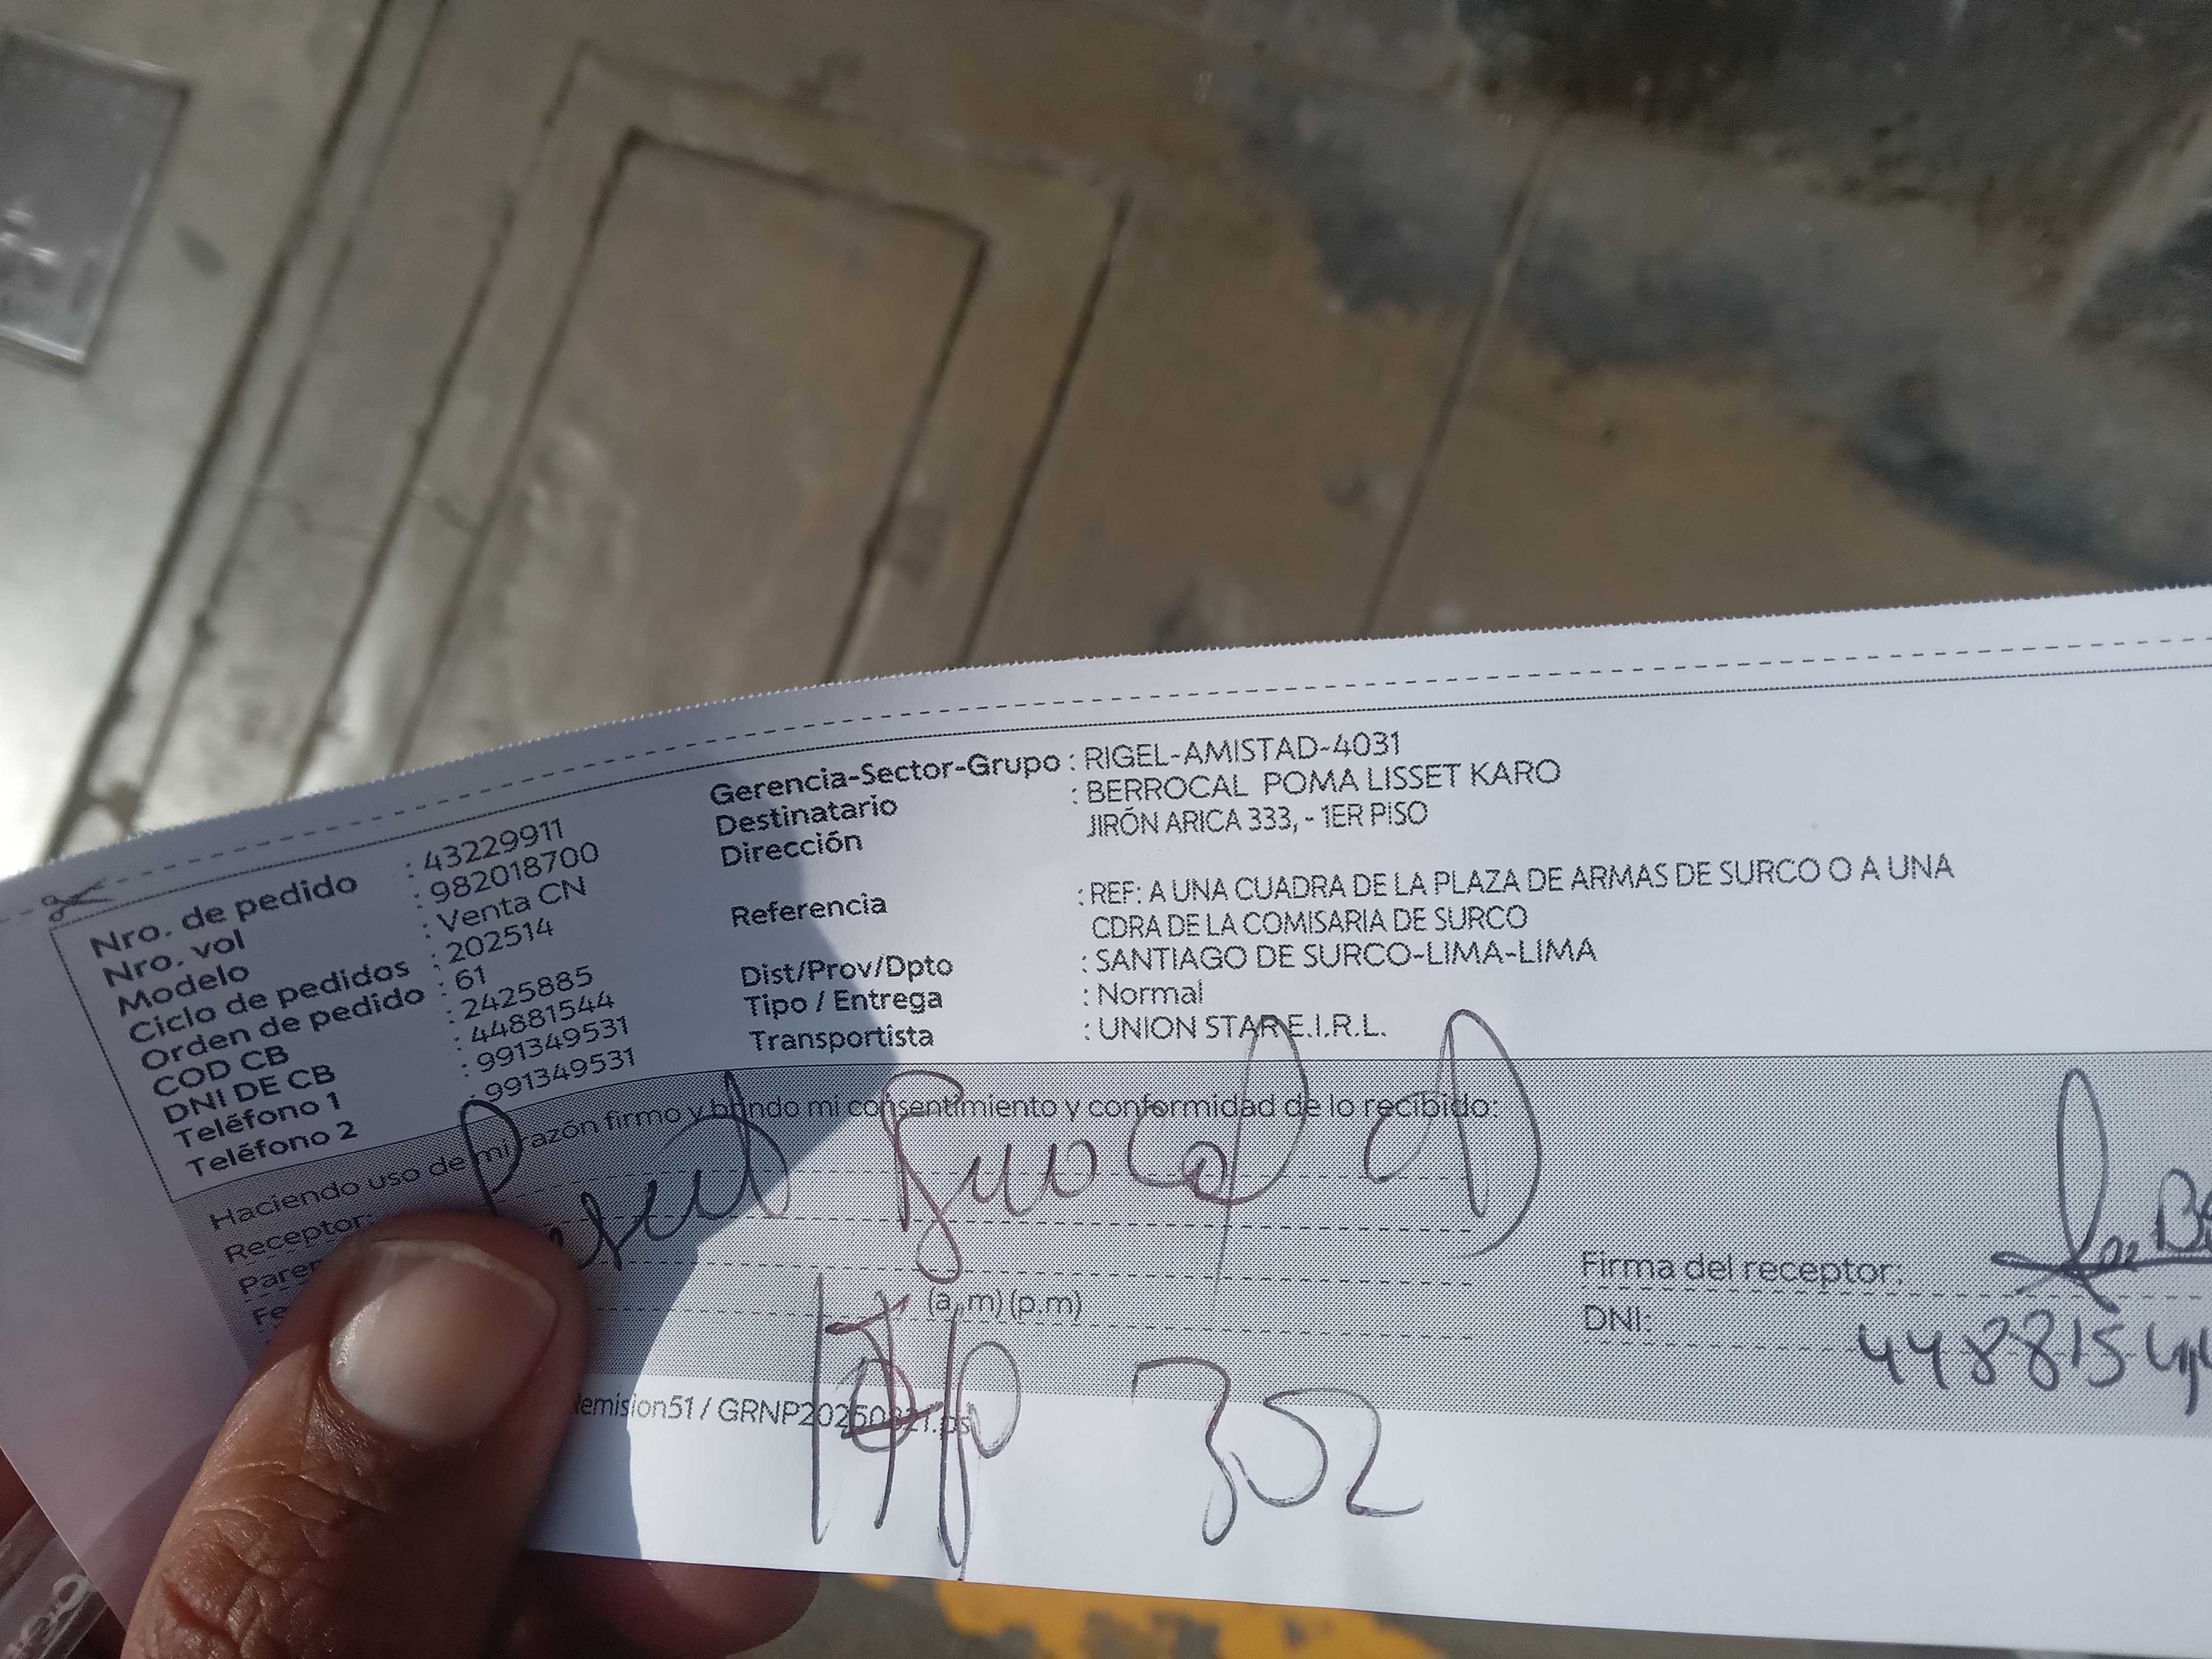 Nro. de pedido : 43229911
Nro. vol : 982018700
Modelo : Venta CN
Ciclo de pedidos : 202514
Orden de pedido : 61
COD CB : 2425885
DNI DE CB : 44881544
Teléfono 1 : 991349531
Teléfono 2 : 991349531
Gerencia-Sector-Grupo : RIGEL-AMISTAD-4031
Destinatario : BERROCAL POMA LISSET KARO
Dirección JIRÓN ARICA 333, - 1ER PISO
Referencia : REF: A UNA CUADRA DE LA PLAZA DE ARMAS DE SURCO O A UNA
CDRA DE LA COMISARIA DE SURCO
Dist/Prov/Dpto : SANTIAGO DE SURCO-LIMA-LIMA
Tipo / Entrega : Normal
Transportista : UNION STAR E.I.R.L.
Haciendo uso de mi razón firmo y brindo mi consentimiento y conformidad de lo recibido:
Receptor:
(a.m) (p.m)
Firma del receptor:
DNI: 44881544
emision51 / GRNP20250821.ps
302